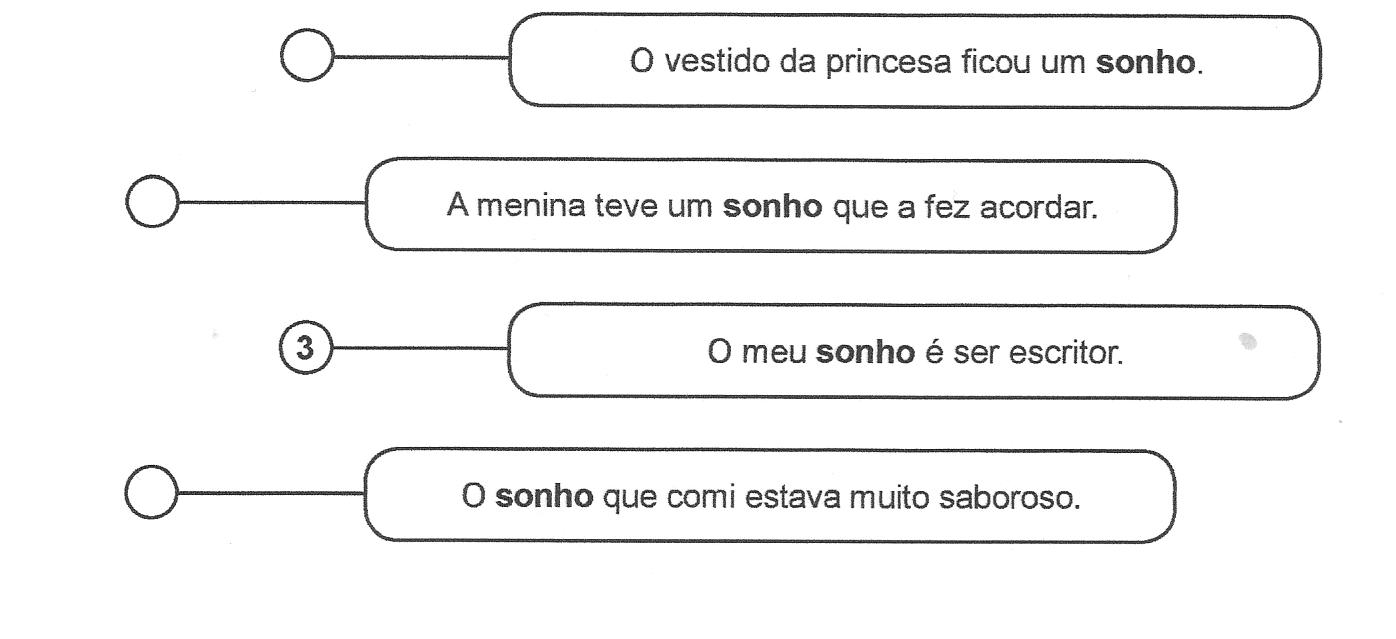 O vestido da princesa ficou um sonho.
A menina teve um sonho que a fez acordar.
3 O meu sonho é ser escritor.
O sonho que comi estava muito saboroso.